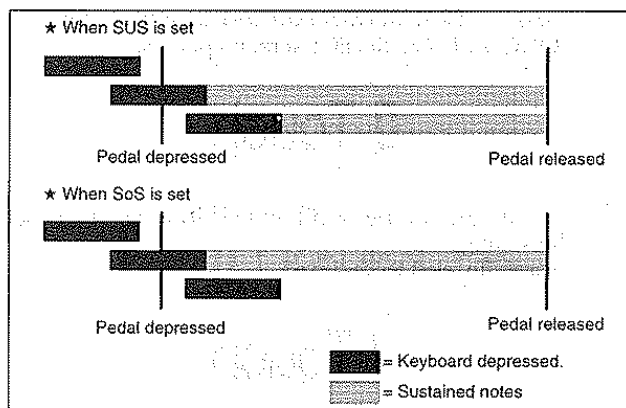 ★ When SUS is set
Pedal depressed Pedal released
★ When SoS is set
Pedal depressed Pedal released
= Keyboard depressed.
= Sustained notes